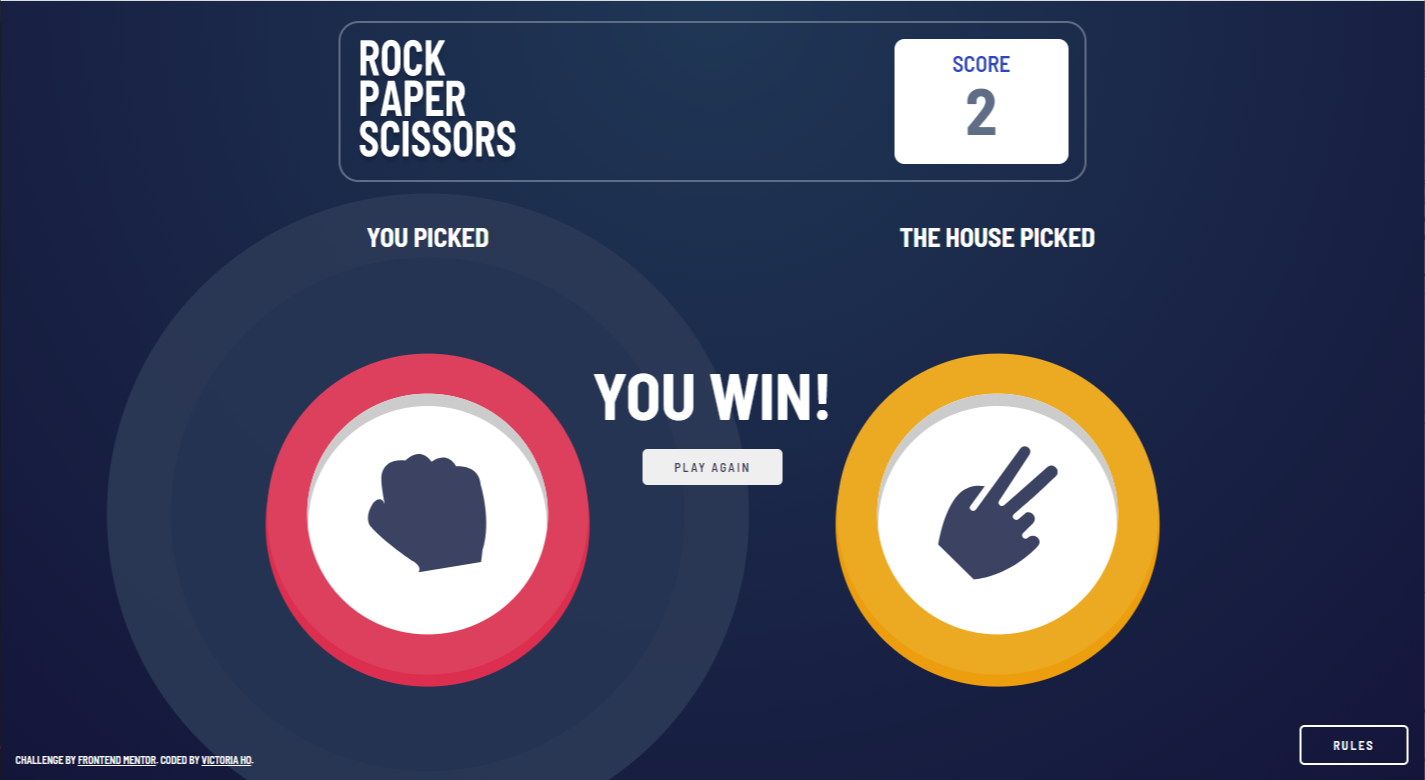 ROCK
PAPER
SCISSORS
SCORE
2
YOU PICKED
THE HOUSE PICKED
YOU WIN!
PLAY AGAIN
CHALLENGE BY FRONTEND MENTOR. CODED BY VICTORIA HO.
RULES